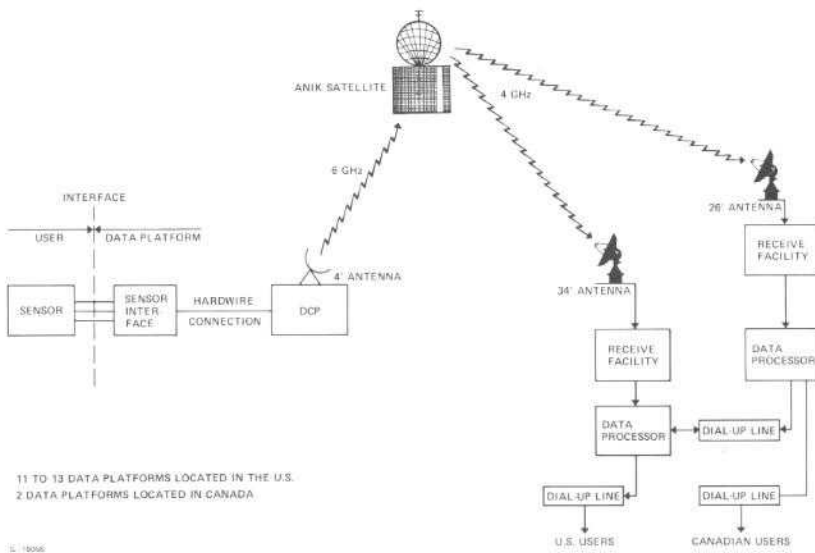 ANIK SATELLITE
4 GHz
6 GHz
INTERFACE
USER
DATA PLATFORM
26' ANTENNA
RECEIVE
FACILITY
4' ANTENNA
34' ANTENNA
SENSOR
SENSOR
INTER-
FACE
HARDWIRE
CONNECTION
DCP
RECEIVE
FACILITY
DATA
PROCESSOR
DATA
PROCESSOR
DIAL-UP LINE
11 TO 13 DATA PLATFORMS LOCATED IN THE U.S.
2 DATA PLATFORMS LOCATED IN CANADA
DIAL-UP LINE
DIAL-UP LINE
U.S. USERS
CANADIAN USERS